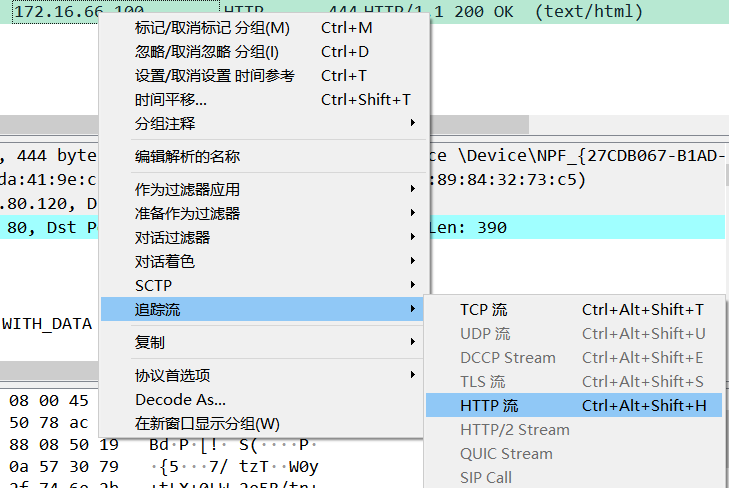 172.16.66.100 HTTP 444 HTTP/1.1 200 OK (text/html)
标记/取消标记 分组(M) Ctrl+M
忽略/取消忽略 分组(I) Ctrl+D
设置/取消设置 时间参考 Ctrl+T
时间平移... Ctrl+Shift+T
分组注释
编辑解析的名称
作为过滤器应用
准备作为过滤器
对话过滤器
对话着色
SCTP
追踪流
复制
协议首选项
Decode As...
在新窗口显示分组(W)
TCP 流 Ctrl+Alt+Shift+T
UDP 流 Ctrl+Alt+Shift+U
DCCP Stream Ctrl+Alt+Shift+E
TLS 流 Ctrl+Alt+Shift+S
HTTP 流 Ctrl+Alt+Shift+H
HTTP/2 Stream
QUIC Stream
SIP Call
, 444 byte ce \Device\NPF_{27CDB067-B1AD-
da:41:9e:c :89:84:32:73:c5)
.80.120, D
80, Dst P Len: 390
WITH_DATA
08 00 45
50 78 ac
88 08 50 19 Bd·P·[!· S(····P·
0a 57 30 79 ·{5···7/ tzT··W0y